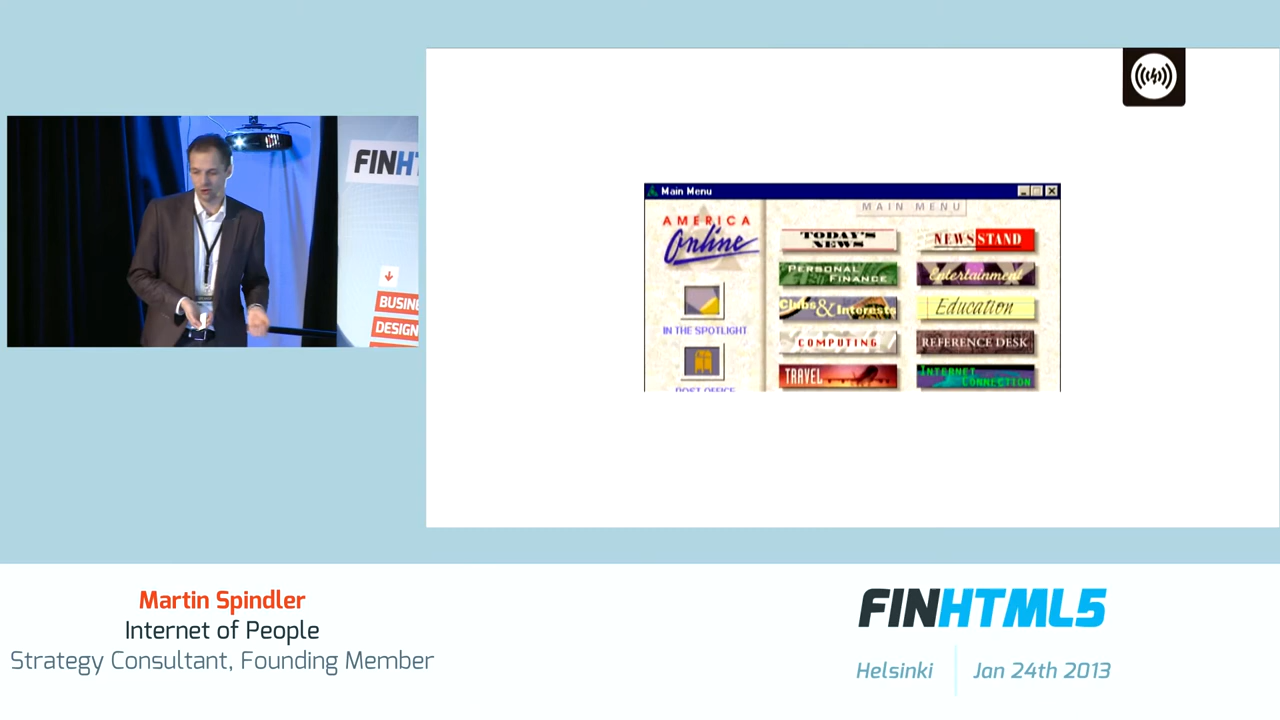 FINHT
BUSINE
DESIGN
Main Menu
MAIN MENU
AMERICA
Online
IN THE SPOTLIGHT
POST OFFICE
TODAY'S
NEWS
NEWSSTAND
PERSONAL
FINANCE
Entertainment
Clubs & Interests
Education
COMPUTING
REFERENCE DESK
TRAVEL
INTERNET
CONNECTION
Martin Spindler
Internet of People
Strategy Consultant, Founding Member
FINHTML5
Helsinki
Jan 24th 2013